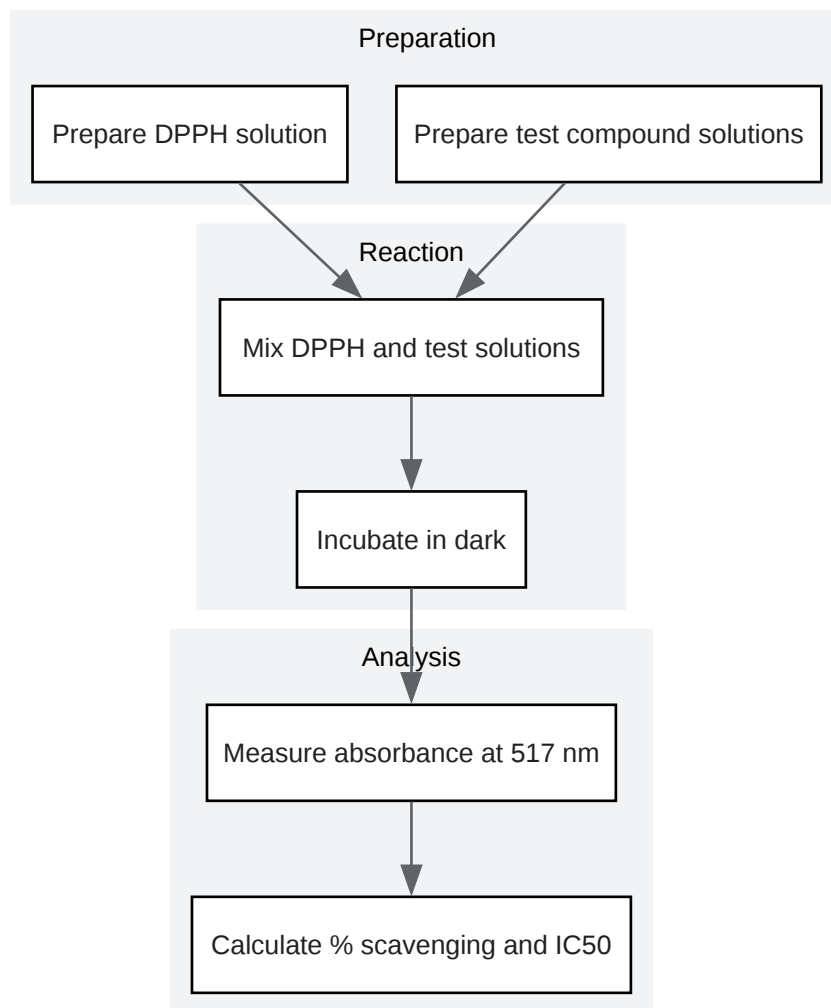 Preparation
Prepare DPPH solution
Prepare test compound solutions
Reaction
Mix DPPH and test solutions
Incubate in dark
Analysis
Measure absorbance at 517 nm
Calculate % scavenging and IC50